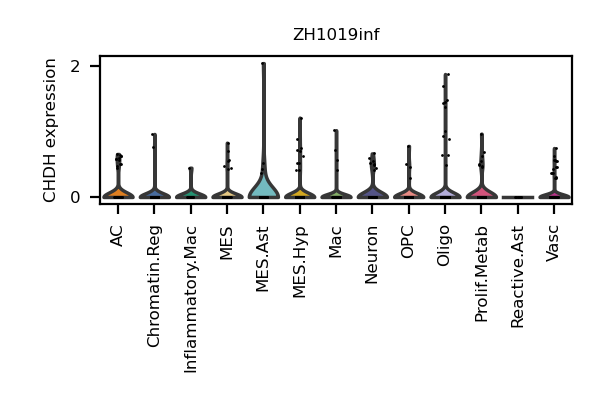 ZH1019inf
CHDH expression
2
0
AC
Chromatin.Reg
Inflammatory.Mac
MES
MES.Ast
MES.Hyp
Mac
Neuron
OPC
Oligo
Prolif.Metab
Reactive.Ast
Vasc